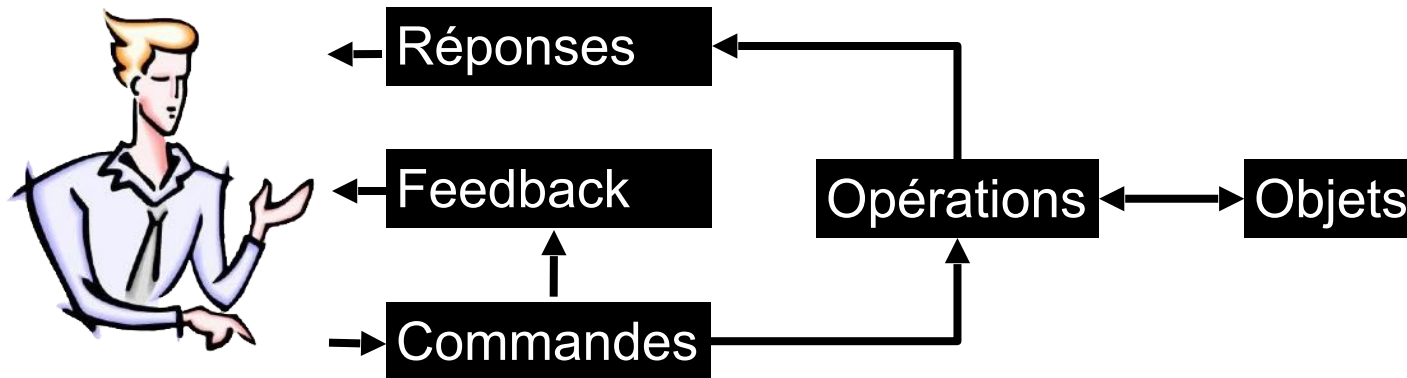 Réponses
Feedback
Opérations
Objets
Commandes